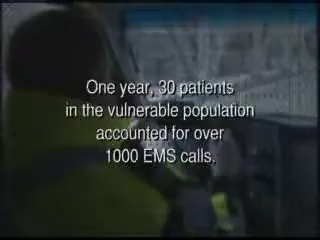 One year, 30 patients
in the vulnerable population
accounted for over
1000 EMS calls.